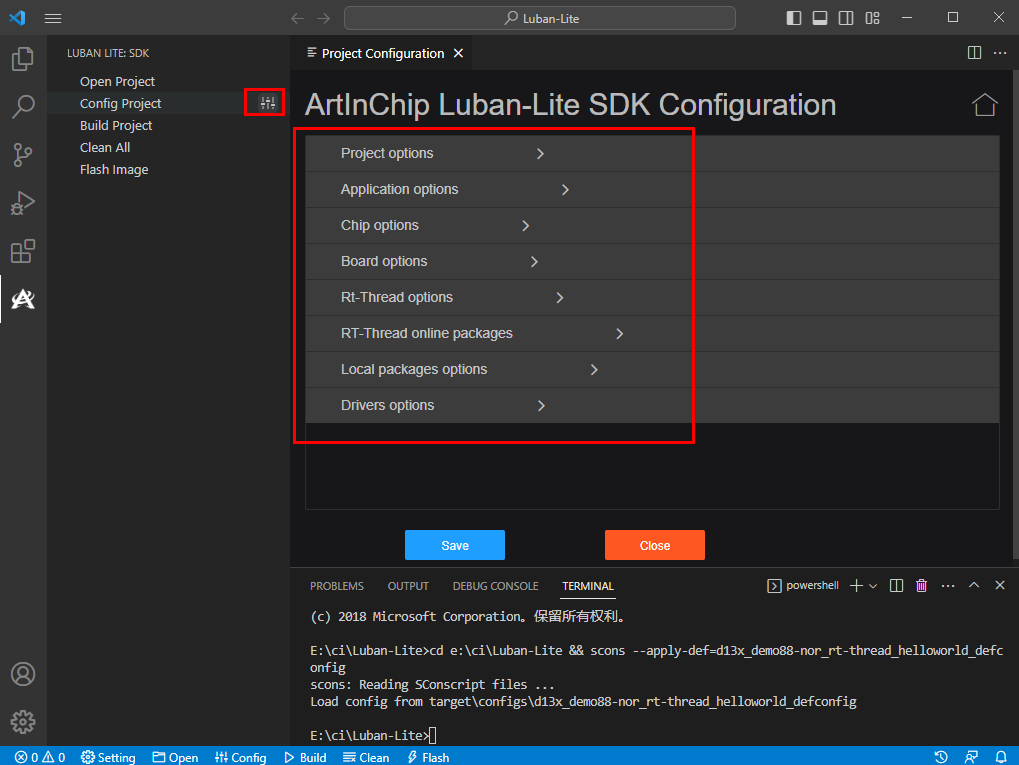 Luban-Lite
LUBAN LITE: SDK
Open Project
Config Project
Build Project
Clean All
Flash Image
Project Configuration
ArtInChip Luban-Lite SDK Configuration
Project options
Application options
Chip options
Board options
Rt-Thread options
RT-Thread online packages
Local packages options
Drivers options
Save
Close
PROBLEMS
OUTPUT
DEBUG CONSOLE
TERMINAL
powershell
(c) 2018 Microsoft Corporation。保留所有权利。
E:\ci\Luban-Lite>cd e:\ci\Luban-Lite && scons --apply-def=d13x_demo88-nor_rt-thread_helloworld_defc
onfig
scons: Reading SConscript files ...
Load config from target\configs\d13x_demo88-nor_rt-thread_helloworld_defconfig
E:\ci\Luban-Lite>
0 0 Setting Open Config Build Clean Flash